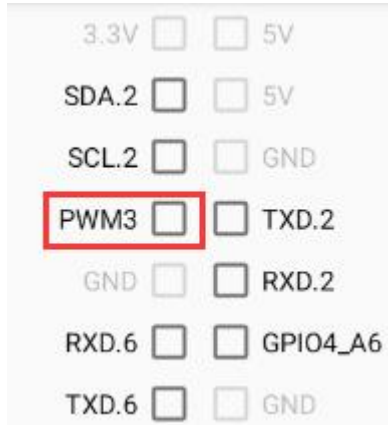 3.3V 5V
SDA.2 5V
SCL.2 GND
PWM3 TXD.2
GND RXD.2
RXD.6 GPIO4_A6
TXD.6 GND